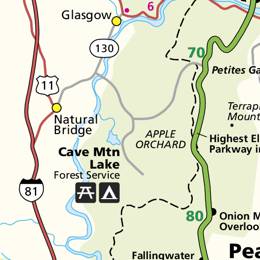 Glasgow
6
130
70
Petites Ga
11
Natural
Bridge
Terrap
Mount
APPLE
ORCHARD
Highest El
Parkway i
Cave Mtn
Lake
Forest Service
81
80
Onion M
Overloo
Fallingwater
Pea